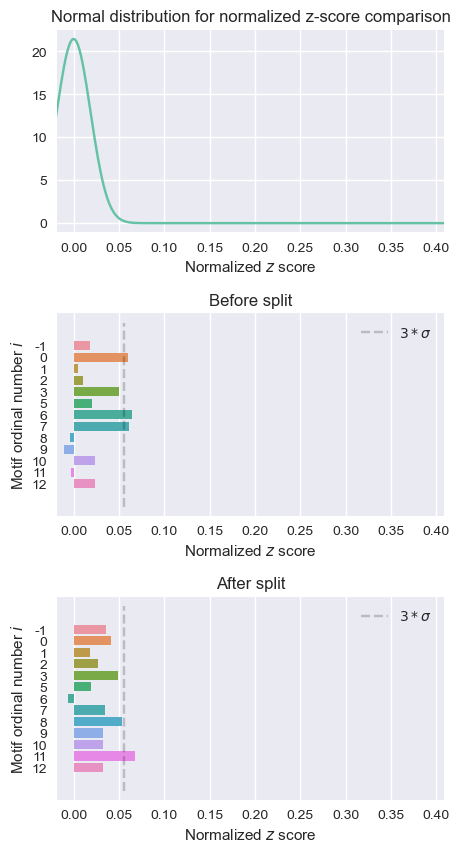 Normal distribution for normalized z-score comparison
20
15
10
5
0
0.00 0.05 0.10 0.15 0.20 0.25 0.30 0.35 0.40
Normalized z score
Before split
3 * σ
Motif ordinal number i
-1
0
1
2
3
5
6
7
8
9
10
11
12
0.00 0.05 0.10 0.15 0.20 0.25 0.30 0.35 0.40
Normalized z score
After split
3 * σ
Motif ordinal number i
-1
0
1
2
3
5
6
7
8
9
10
11
12
0.00 0.05 0.10 0.15 0.20 0.25 0.30 0.35 0.40
Normalized z score